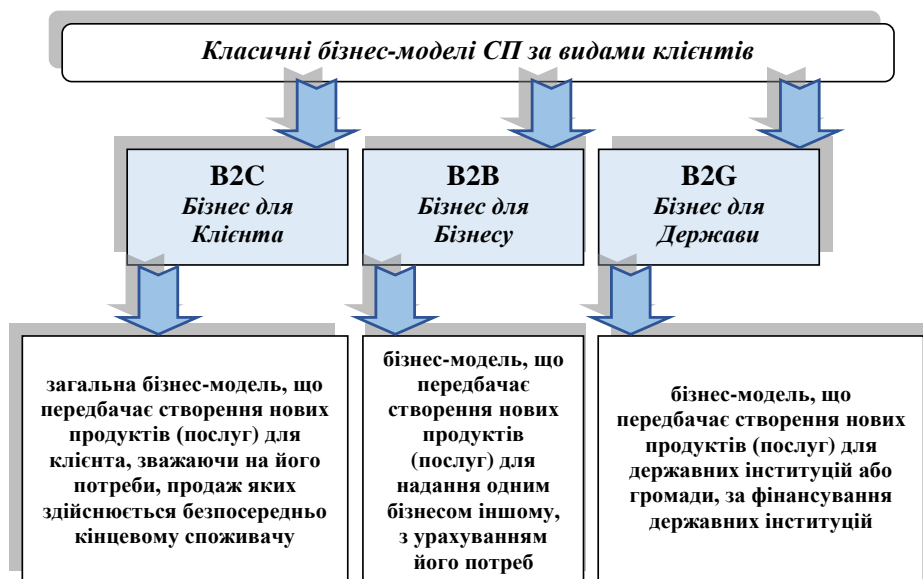 Класичні бізнес-моделі СП за видами клієнтів
B2C
Бізнес для
Клієнта
B2B
Бізнес для
Бізнесу
B2G
Бізнес для
Держави
загальна бізнес-модель, що
передбачає створення нових
продуктів (послуг) для
клієнта, зважаючи на його
потреби, продаж яких
здійснюється безпосередньо
кінцевому споживачу
бізнес-модель, що
передбачає
створення нових
продуктів
(послуг) для
надання одним
бізнесом іншому,
з урахуванням
його потреб
бізнес-модель, що
передбачає створення нових
продуктів (послуг) для
державних інституцій або
громади, за фінансування
державних інституцій